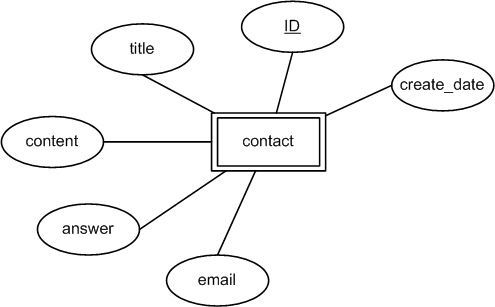 ID
title
create_date
content
contact
answer
email